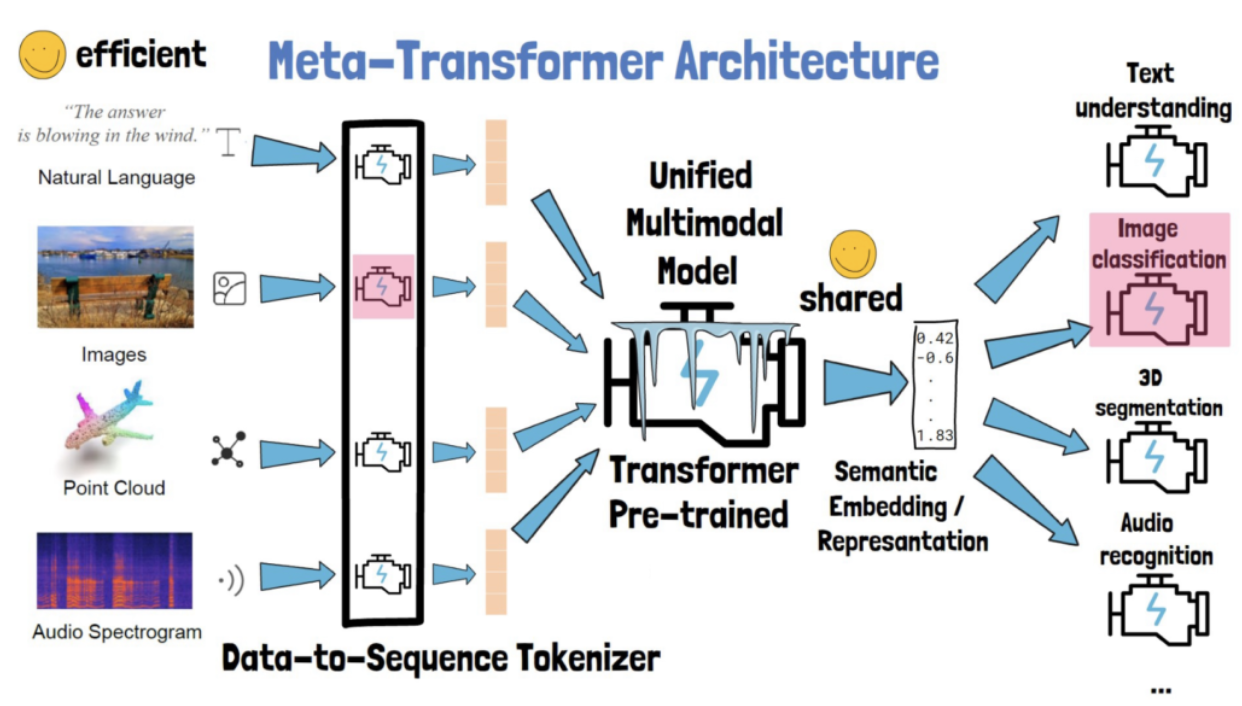 efficient
Meta-Transformer Architecture
“The answer
is blowing in the wind.”
T
Natural Language
Images
Point Cloud
Audio Spectrogram
Data-to-Sequence Tokenizer
Unified
Multimodal
Model
Transformer
Pre-trained
shared
0.42
-0.6
.
.
.
1.83
Semantic
Embedding /
Represantation
Text
understanding
Image
classification
3D
segmentation
Audio
recognition
...